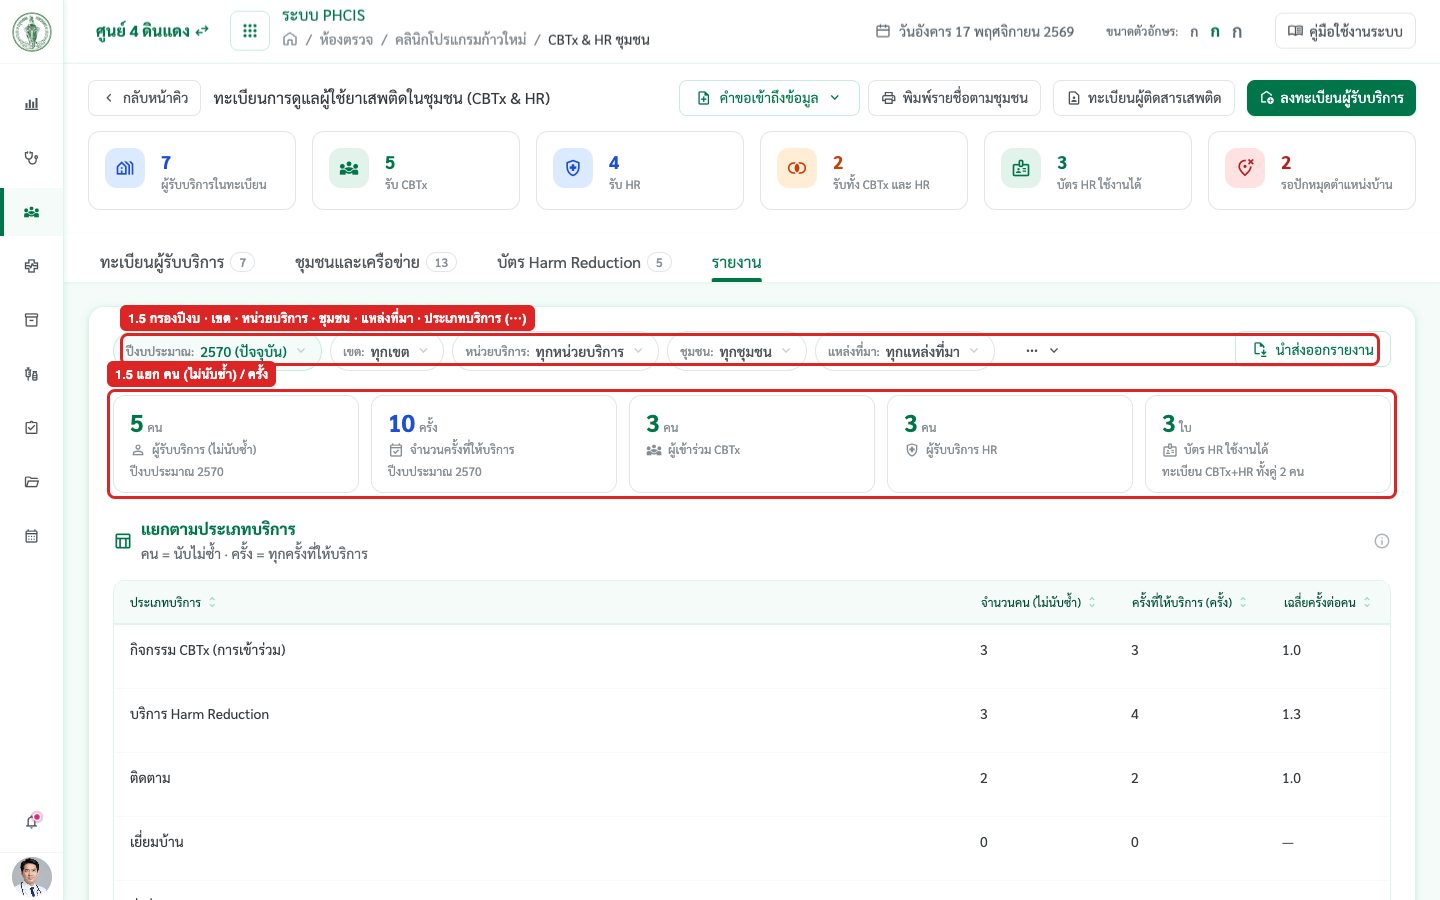 ศูนย์ 4 ดินแดง
ระบบ PHCIS
/ ห้องตรวจ / คลินิกโปรแกรมก้าวใหม่ / CBTx & HR ชุมชน
วันอังคาร 17 พฤศจิกายน 2569
ขนาดตัวอักษร: ก ก ก
คู่มือใช้งานระบบ
กลับหน้าคิว
ทะเบียนการดูแลผู้ใช้ยาเสพติดในชุมชน (CBTx & HR)
คำขอเข้าถึงข้อมูล
พิมพ์รายชื่อตามชุมชน
ทะเบียนผู้ติดสารเสพติด
ลงทะเบียนผู้รับบริการ
7
ผู้รับบริการในทะเบียน
5
รับ CBTx
4
รับ HR
2
รับทั้ง CBTx และ HR
3
บัตร HR ใช้งานได้
2
รอปักหมุดตำแหน่งบ้าน
ทะเบียนผู้รับบริการ 7
ชุมชนและเครือข่าย 13
บัตร Harm Reduction 5
รายงาน
1.5 กรองปีงบ · เขต · หน่วยบริการ · ชุมชน · แหล่งที่มา · ประเภทบริการ (⋯)
ปีงบประมาณ: 2570 (ปัจจุบัน)
เขต: ทุกเขต
หน่วยบริการ: ทุกหน่วยบริการ
ชุมชน: ทุกชุมชน
แหล่งที่มา: ทุกแหล่งที่มา
⋯
นำส่งออกรายงาน
1.5 แยก คน (ไม่นับซ้ำ) / ครั้ง
5 คน
ผู้รับบริการ (ไม่นับซ้ำ)
ปีงบประมาณ 2570
10 ครั้ง
จำนวนครั้งที่ให้บริการ
ปีงบประมาณ 2570
3 คน
ผู้เข้าร่วม CBTx
3 คน
ผู้รับบริการ HR
3 ใบ
บัตร HR ใช้งานได้
ทะเบียน CBTx+HR ทั้งคู่ 2 คน
แยกตามประเภทบริการ
คน = นับไม่ซ้ำ · ครั้ง = ทุกครั้งที่ให้บริการ
ประเภทบริการ จำนวนคน (ไม่นับซ้ำ) ครั้งที่ให้บริการ (ครั้ง) เฉลี่ยครั้งต่อคน
กิจกรรม CBTx (การเข้าร่วม) 3 3 1.0
บริการ Harm Reduction 3 4 1.3
ติดตาม 2 2 1.0
เยี่ยมบ้าน 0 0 —